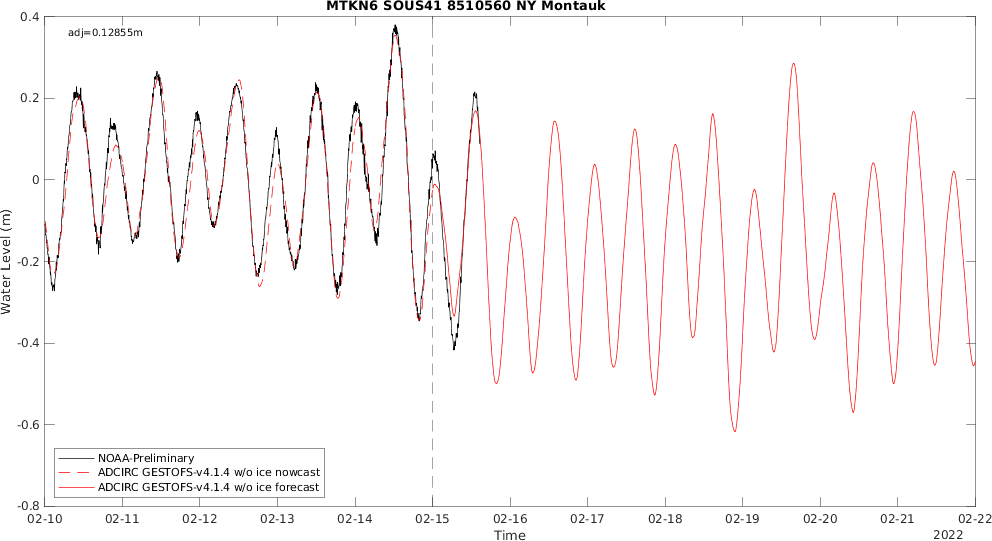 MTKN6 SOUS41 8510560 NY Montauk
adj=0.12855m
0.4
0.2
0
-0.2
-0.4
-0.6
-0.8
Water Level (m)
NOAA-Preliminary
ADCIRC GESTOFS-v4.1.4 w/o ice nowcast
ADCIRC GESTOFS-v4.1.4 w/o ice forecast
02-10 02-11 02-12 02-13 02-14 02-15 02-16 02-17 02-18 02-19 02-20 02-21 02-22
Time
2022